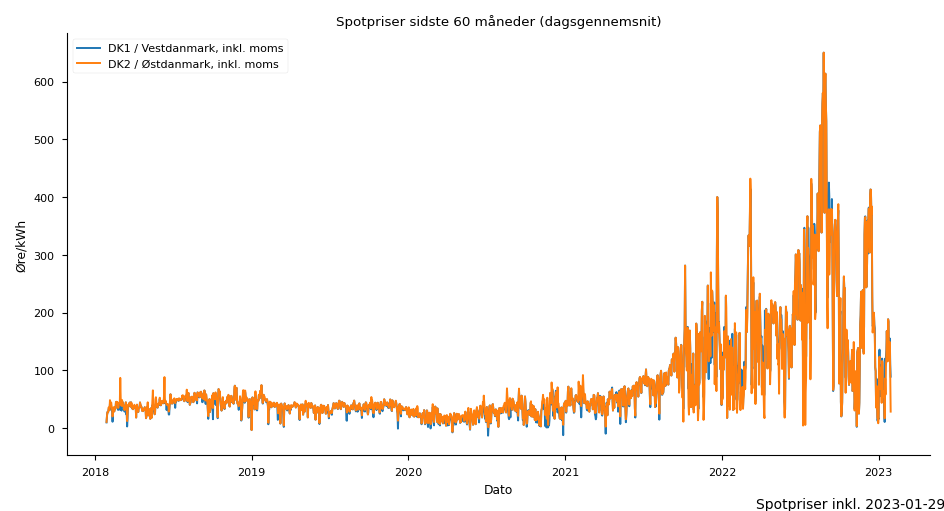 Spotpriser sidste 60 måneder (dagsgennemsnit)
DK1 / Vestdanmark, inkl. moms
DK2 / Østdanmark, inkl. moms
600
500
400
300
200
100
0
Øre/kWh
2018 2019 2020 2021 2022 2023
Dato
Spotpriser inkl. 2023-01-29